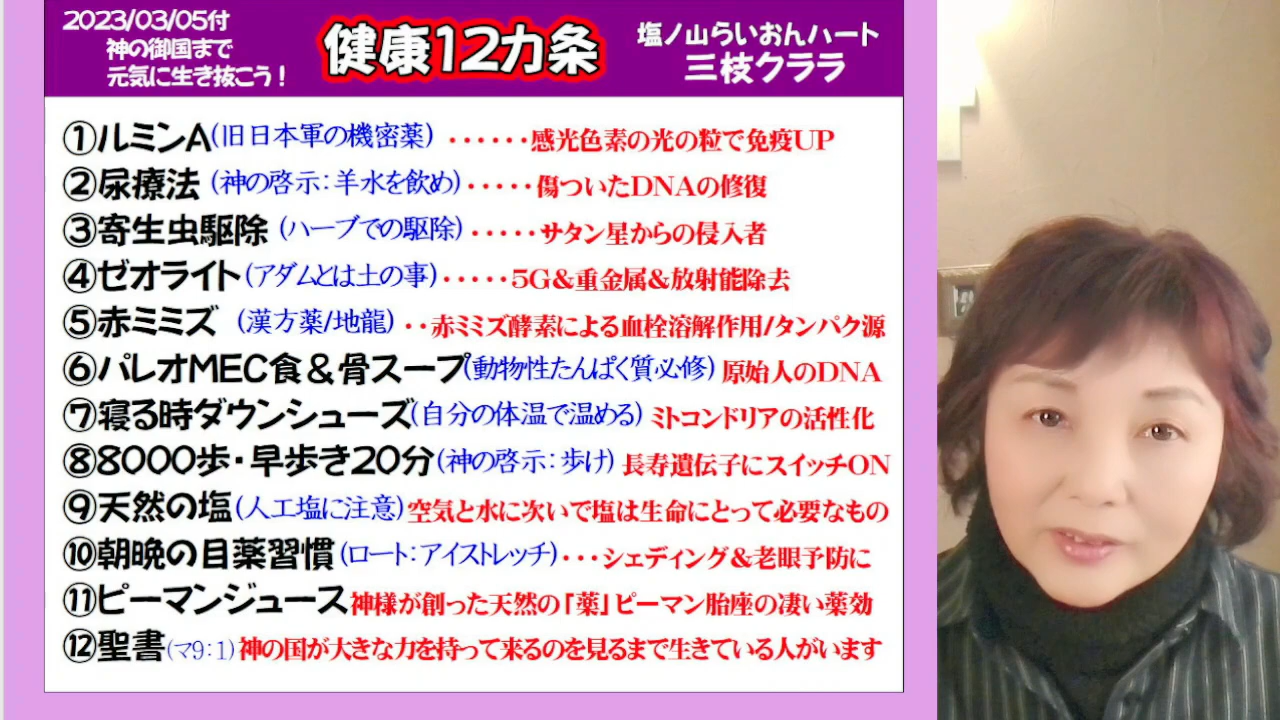 2023/03/05付
神の御国まで
元気に生き抜こう！
健康12カ条
塩ノ山らいおんハート
三枝クララ
①ルミンA(旧日本軍の機密薬) ・・・・・・感光色素の光の粒で免疫UP
②尿療法 (神の啓示：羊水を飲め)・・・・・傷ついたDNAの修復
③寄生虫駆除 (ハーブでの駆除)・・・・・サタン星からの侵入者
④ゼオライト(アダムとは土の事)・・・・・5G&重金属&放射能除去
⑤赤ミミズ (漢方薬/地龍) ・・赤ミミズ酵素による血栓溶解作用/タンパク源
⑥パレオMEC食&骨スープ(動物性たんぱく質必修) 原始人のDNA
⑦寝る時ダウンシューズ(自分の体温で温める) ミトコンドリアの活性化
⑧8000歩・早歩き20分(神の啓示：歩け) 長寿遺伝子にスイッチON
⑨天然の塩(人工塩に注意)空気と水に次いで塩は生命にとって必要なもの
⑩朝晩の目薬習慣(ロート：アイストレッチ)・・・シェディング&老眼予防に
⑪ピーマンジュース神様が創った天然の「薬」ピーマン胎座の凄い薬効
⑫聖書(マ9：1)神の国が大きな力を持って来るのを見るまで生きている人がいます